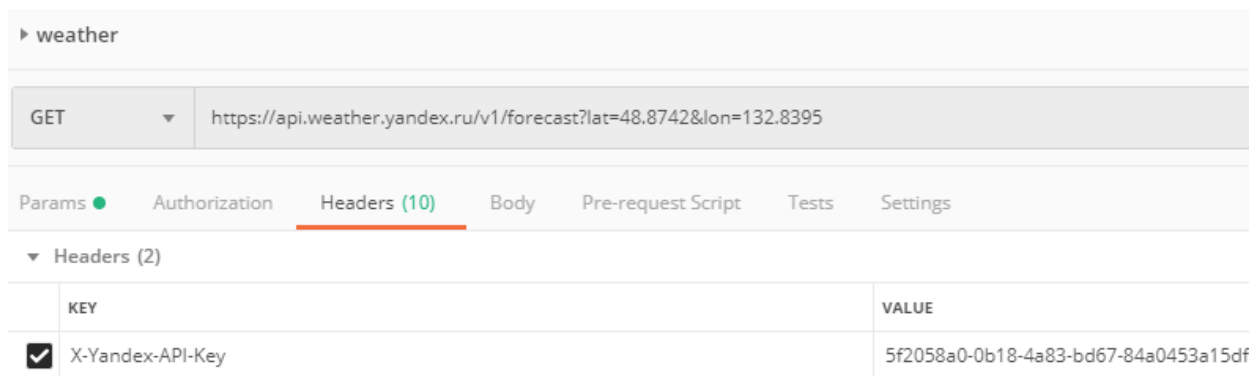 weather
GET https://api.weather.yandex.ru/v1/forecast?lat=48.8742&lon=132.8395
Params Authorization Headers (10) Body Pre-request Script Tests Settings
Headers (2)
KEY VALUE
X-Yandex-API-Key 5f2058a0-0b18-4a83-bd67-84a0453a15df